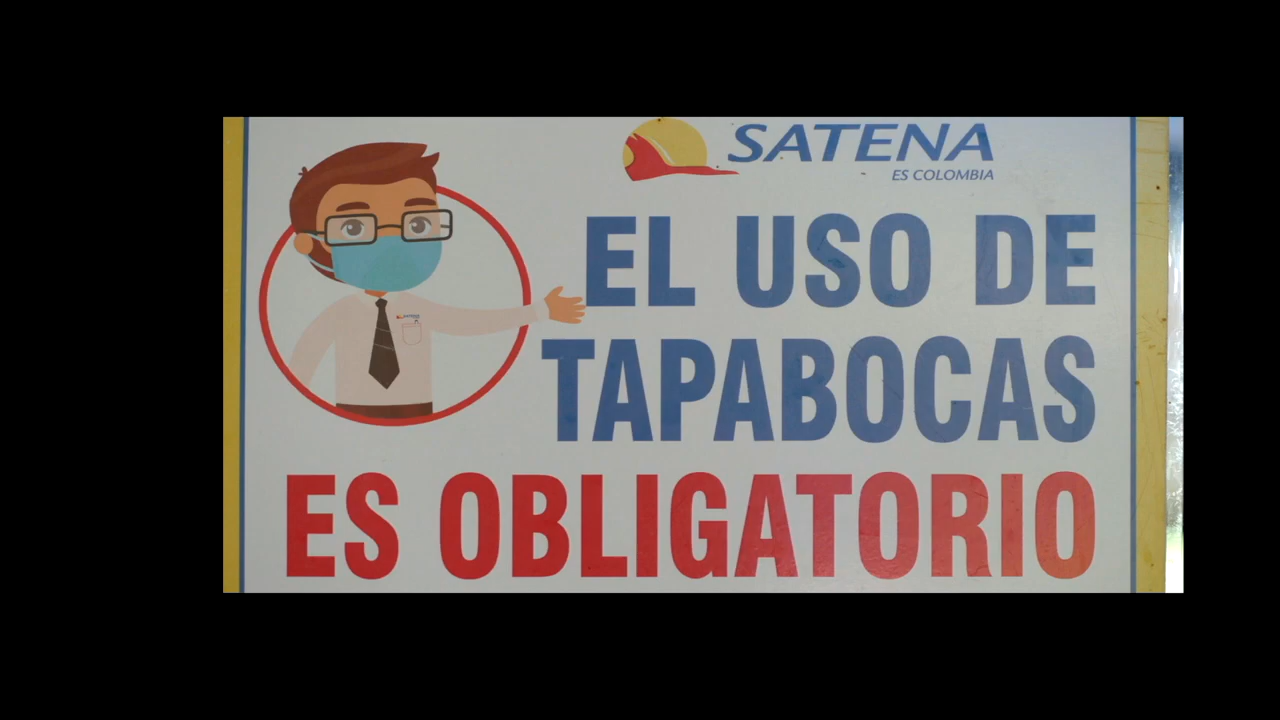 SATENA
ES COLOMBIA
EL USO DE
TAPABOCAS
ES OBLIGATORIO